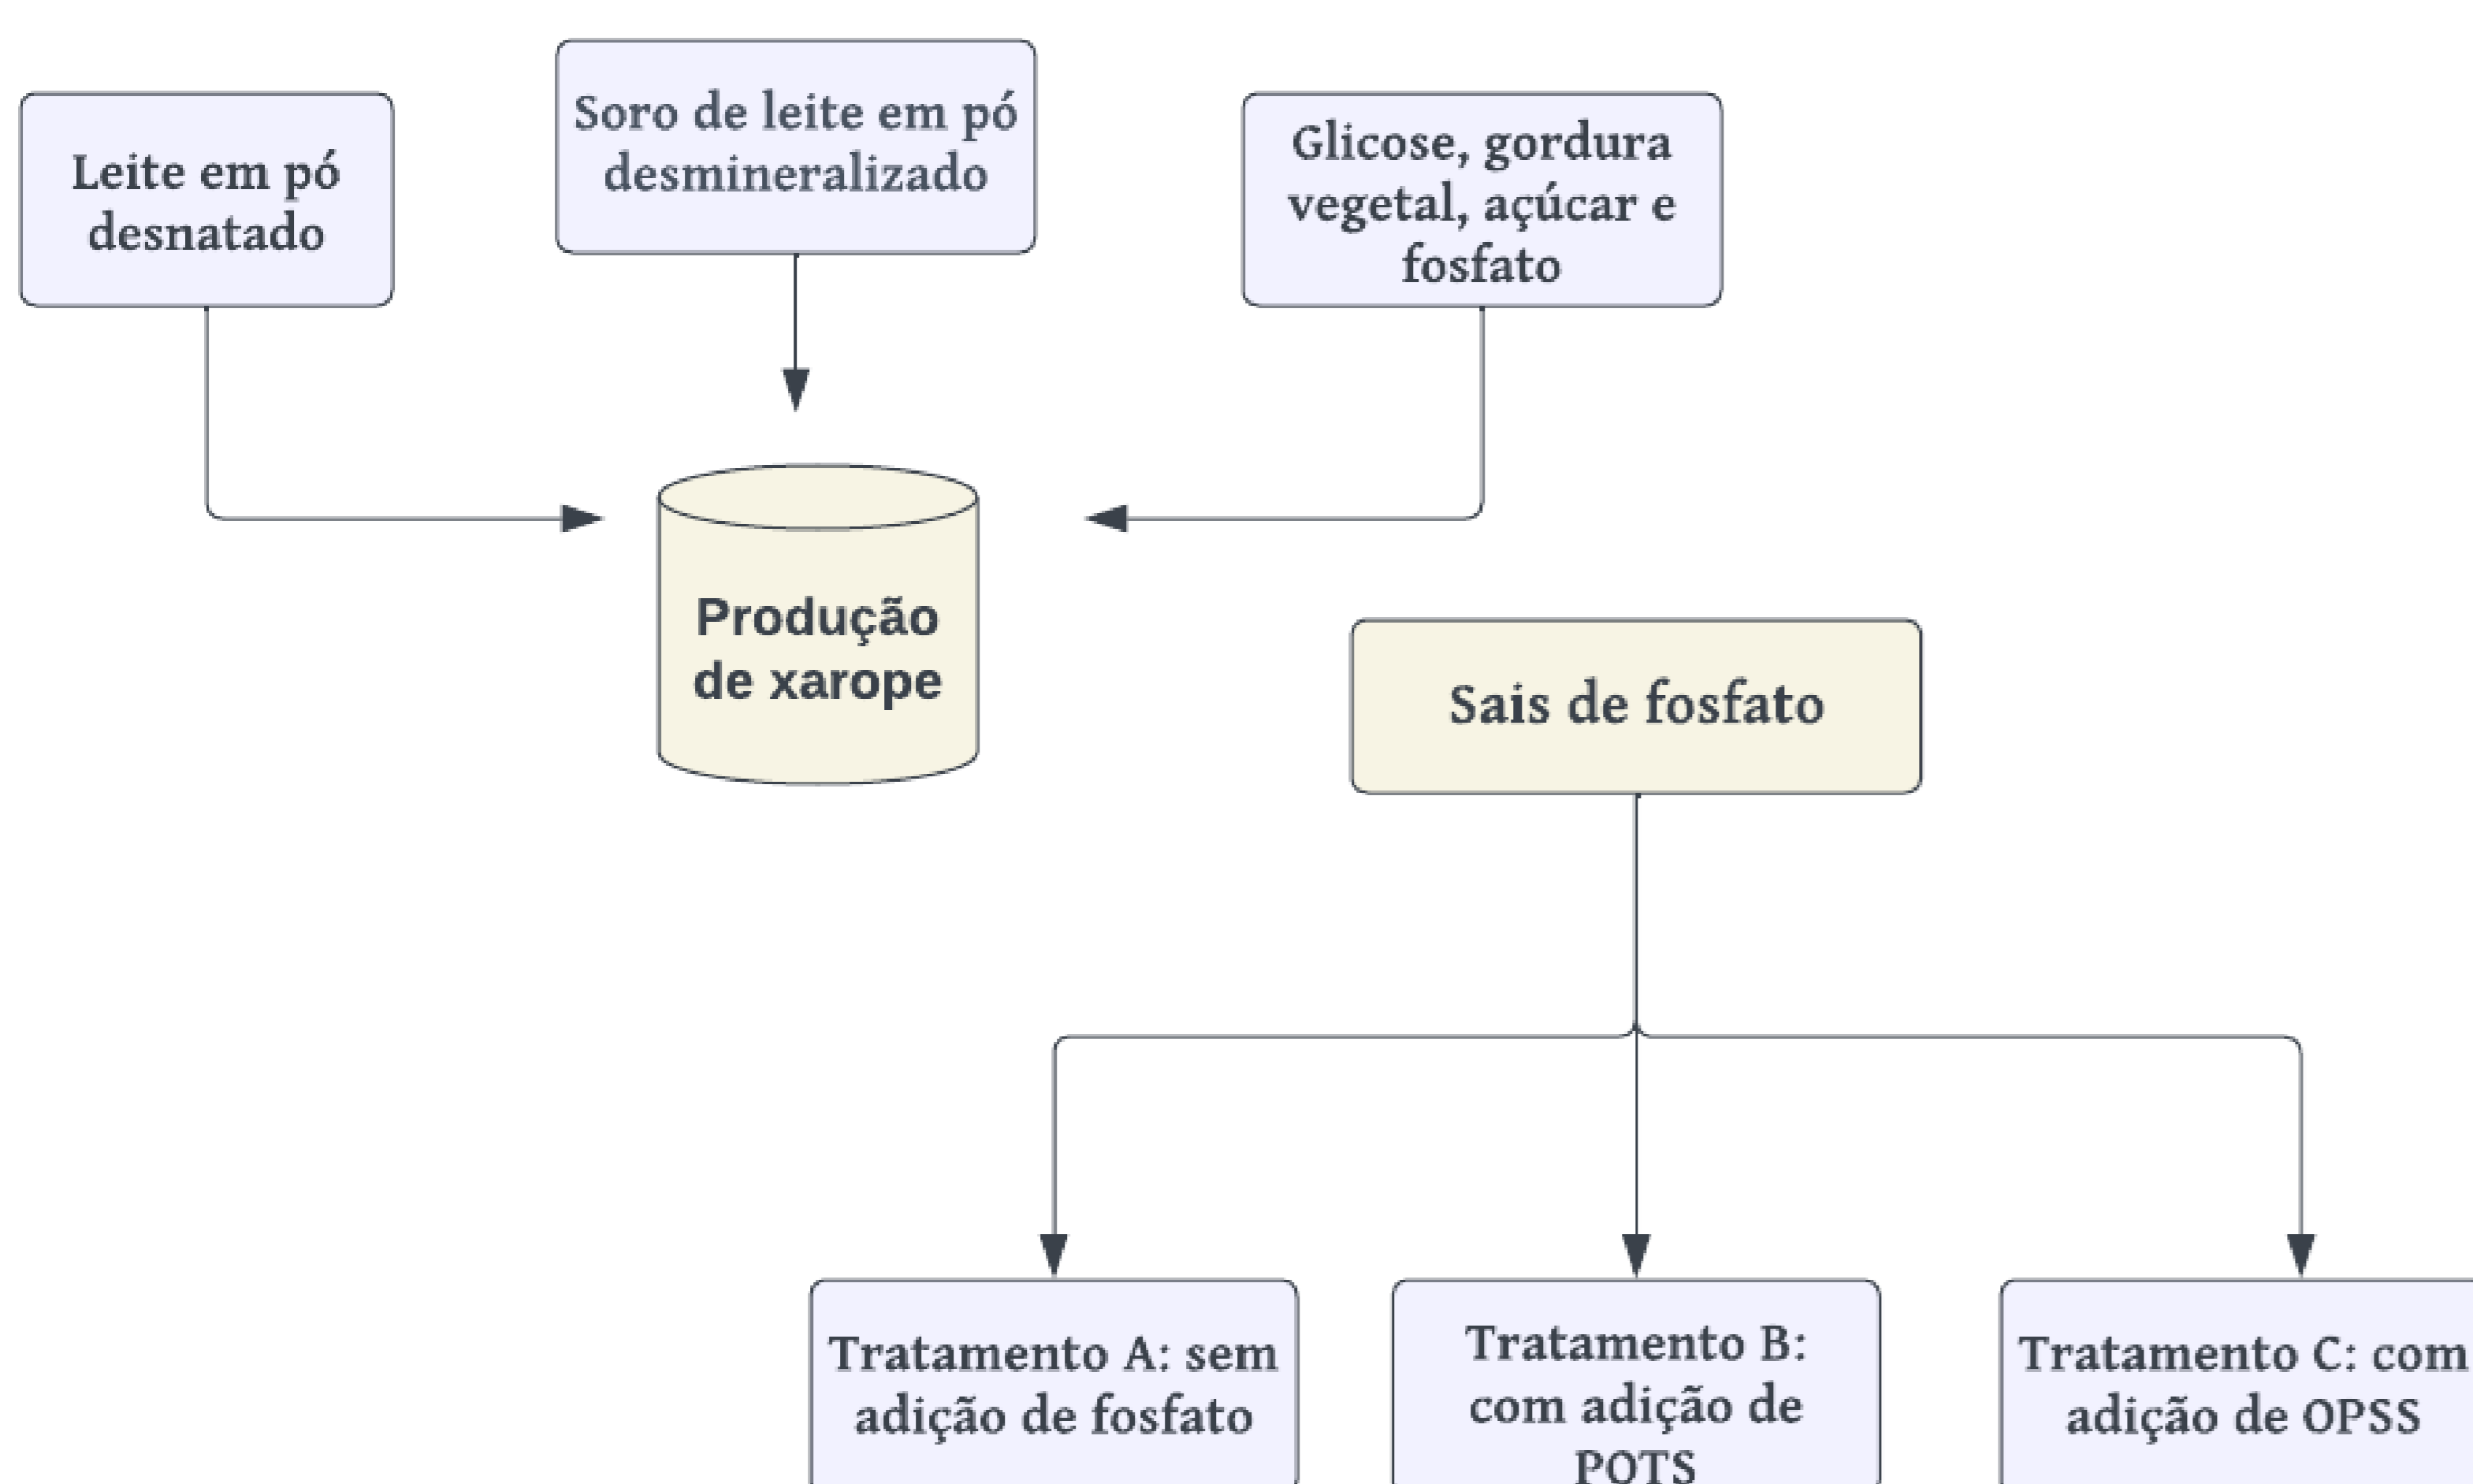 Leite em pó
desnatado
Soro de leite em pó
desmineralizado
Glicose, gordura
vegetal, açúcar e
fosfato
Produção
de xarope
Sais de fosfato
Tratamento A: sem
adição de fosfato
Tratamento B:
com adição de
POTS
Tratamento C: com
adição de OPSS